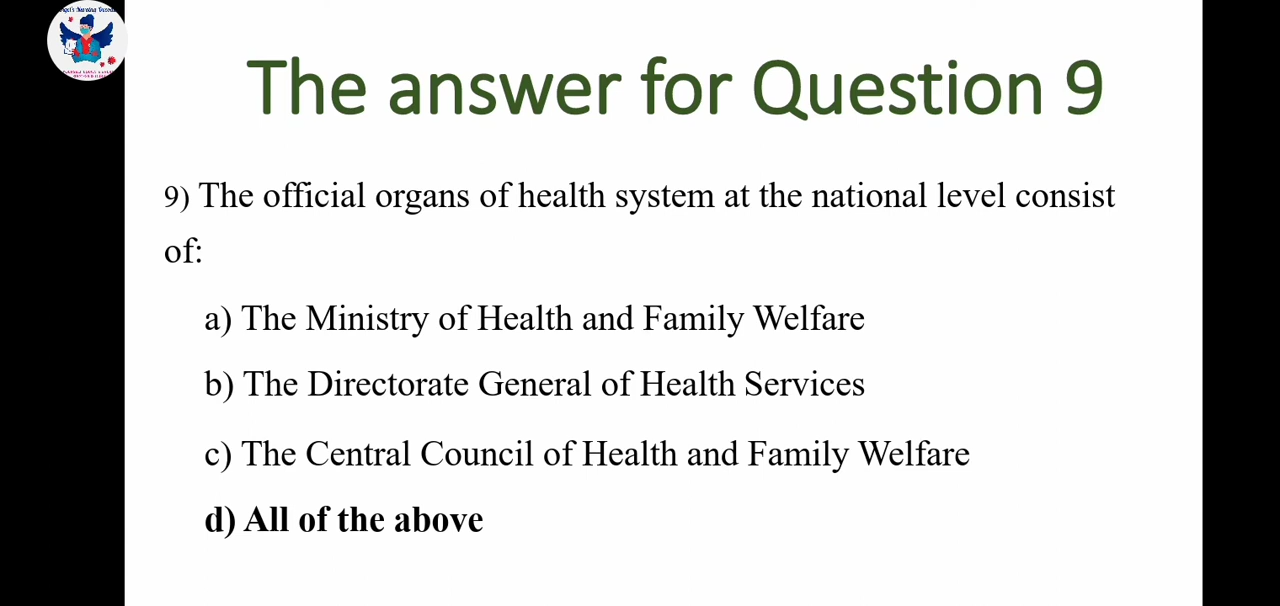 The answer for Question 9
9) The official organs of health system at the national level consist
of:
a) The Ministry of Health and Family Welfare
b) The Directorate General of Health Services
c) The Central Council of Health and Family Welfare
d) All of the above